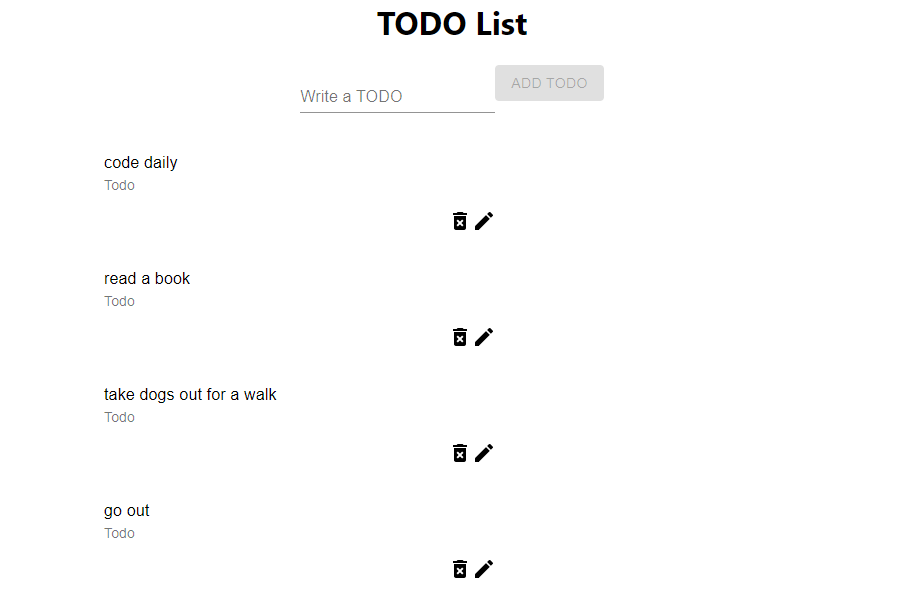 TODO List
Write a TODO
ADD TODO
code daily
Todo
read a book
Todo
take dogs out for a walk
Todo
go out
Todo